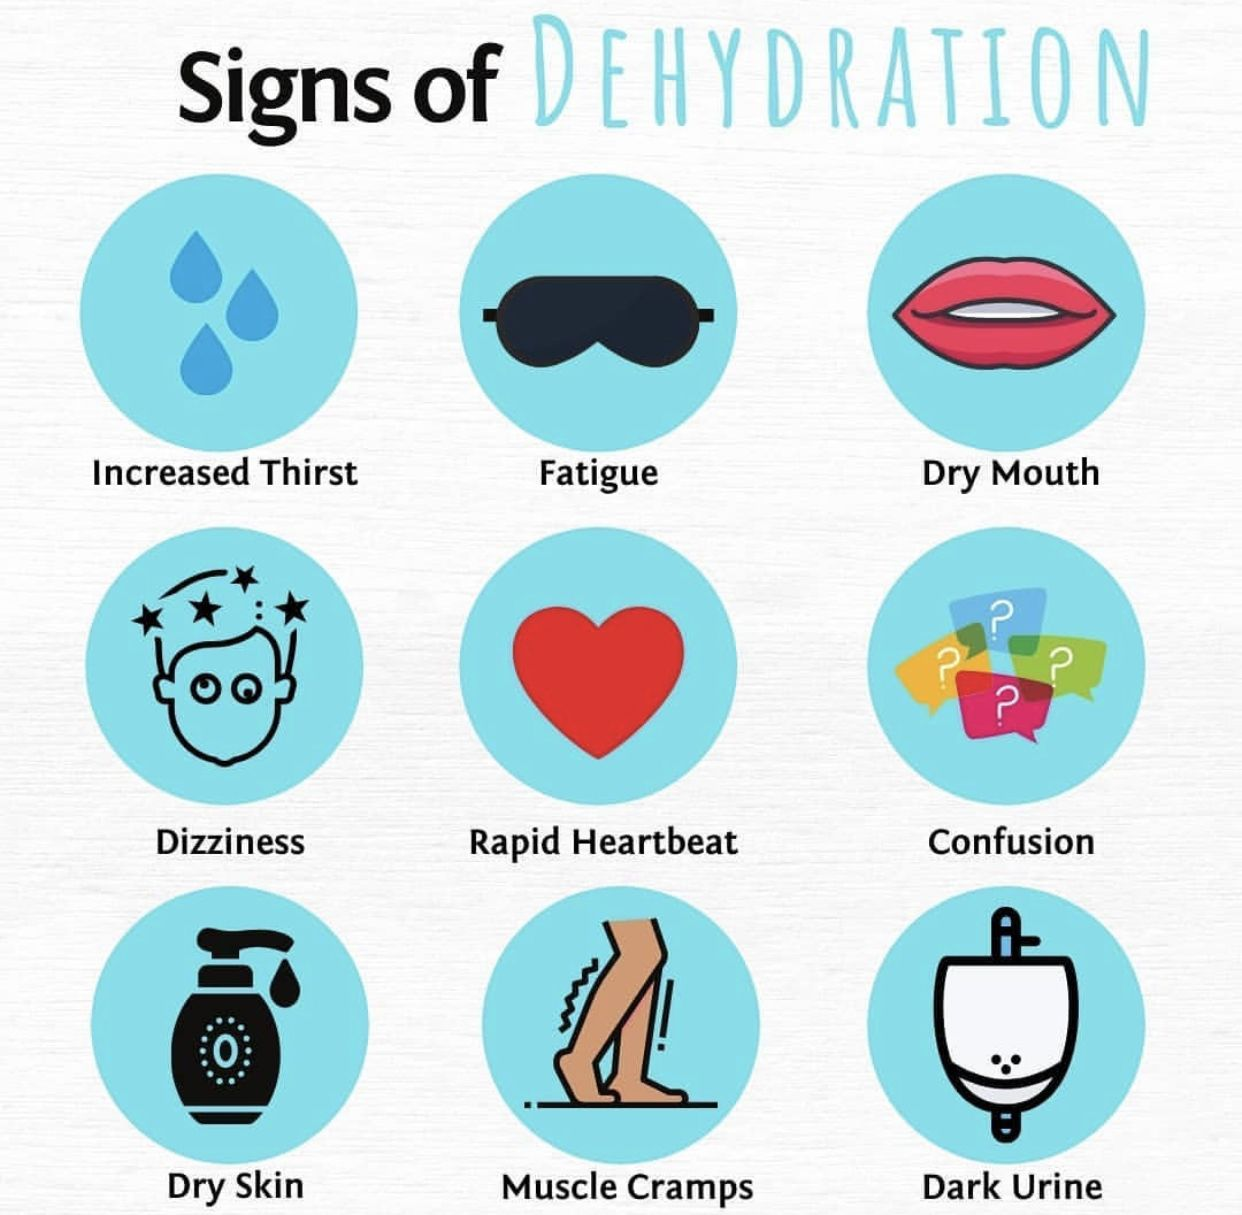 Signs of DEHYDRATION
Increased Thirst
Fatigue
Dry Mouth
? ? ? ?
Dizziness
Rapid Heartbeat
Confusion
Dry Skin
Muscle Cramps
Dark Urine